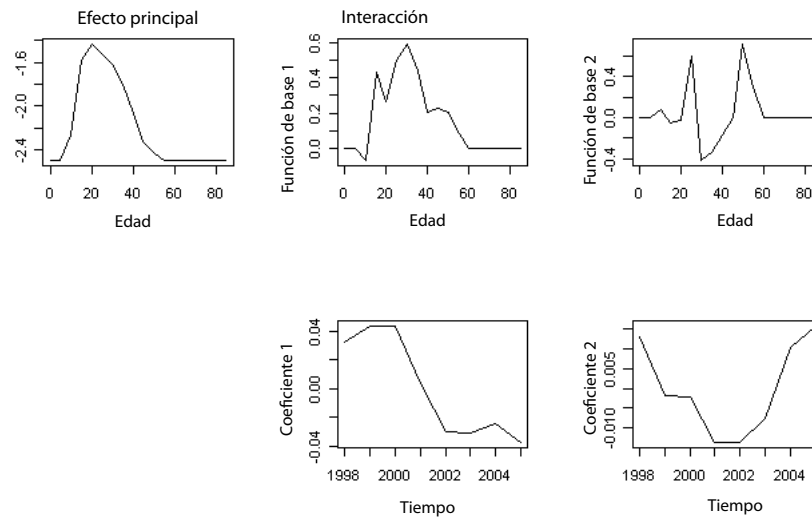 Efecto principal
Interacción
-1.6
-2.0
-2.4
0 20 40 60 80
Edad
Función de base 1
0.6
0.4
0.2
0.0
0 20 40 60 80
Edad
Función de base 2
0.4
0.0
-0.4
0 20 40 60 80
Edad
Coeficiente 1
0.04
0.00
-0.04
1998 2000 2002 2004
Tiempo
Coeficiente 2
0.005
-0.010
1998 2000 2002 2004
Tiempo